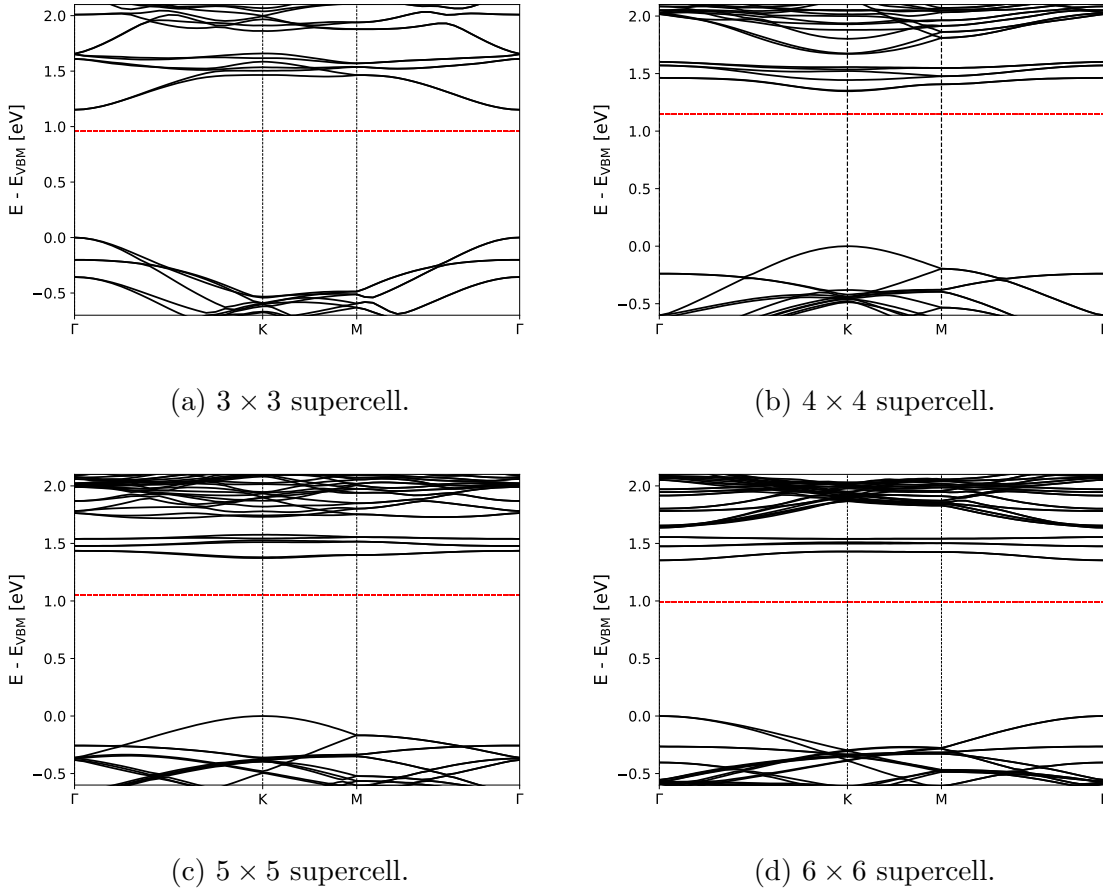 2.0
1.5
1.0
0.5
0.0
−0.5
E - E_VBM [eV]
Γ K M Γ
(a) 3 × 3 supercell.
2.0
1.5
1.0
0.5
0.0
−0.5
E - E_VBM [eV]
Γ K M
(b) 4 × 4 supercell.
2.0
1.5
1.0
0.5
0.0
−0.5
E - E_VBM [eV]
Γ K M Γ
(c) 5 × 5 supercell.
2.0
1.5
1.0
0.5
0.0
−0.5
E - E_VBM [eV]
Γ K M
(d) 6 × 6 supercell.